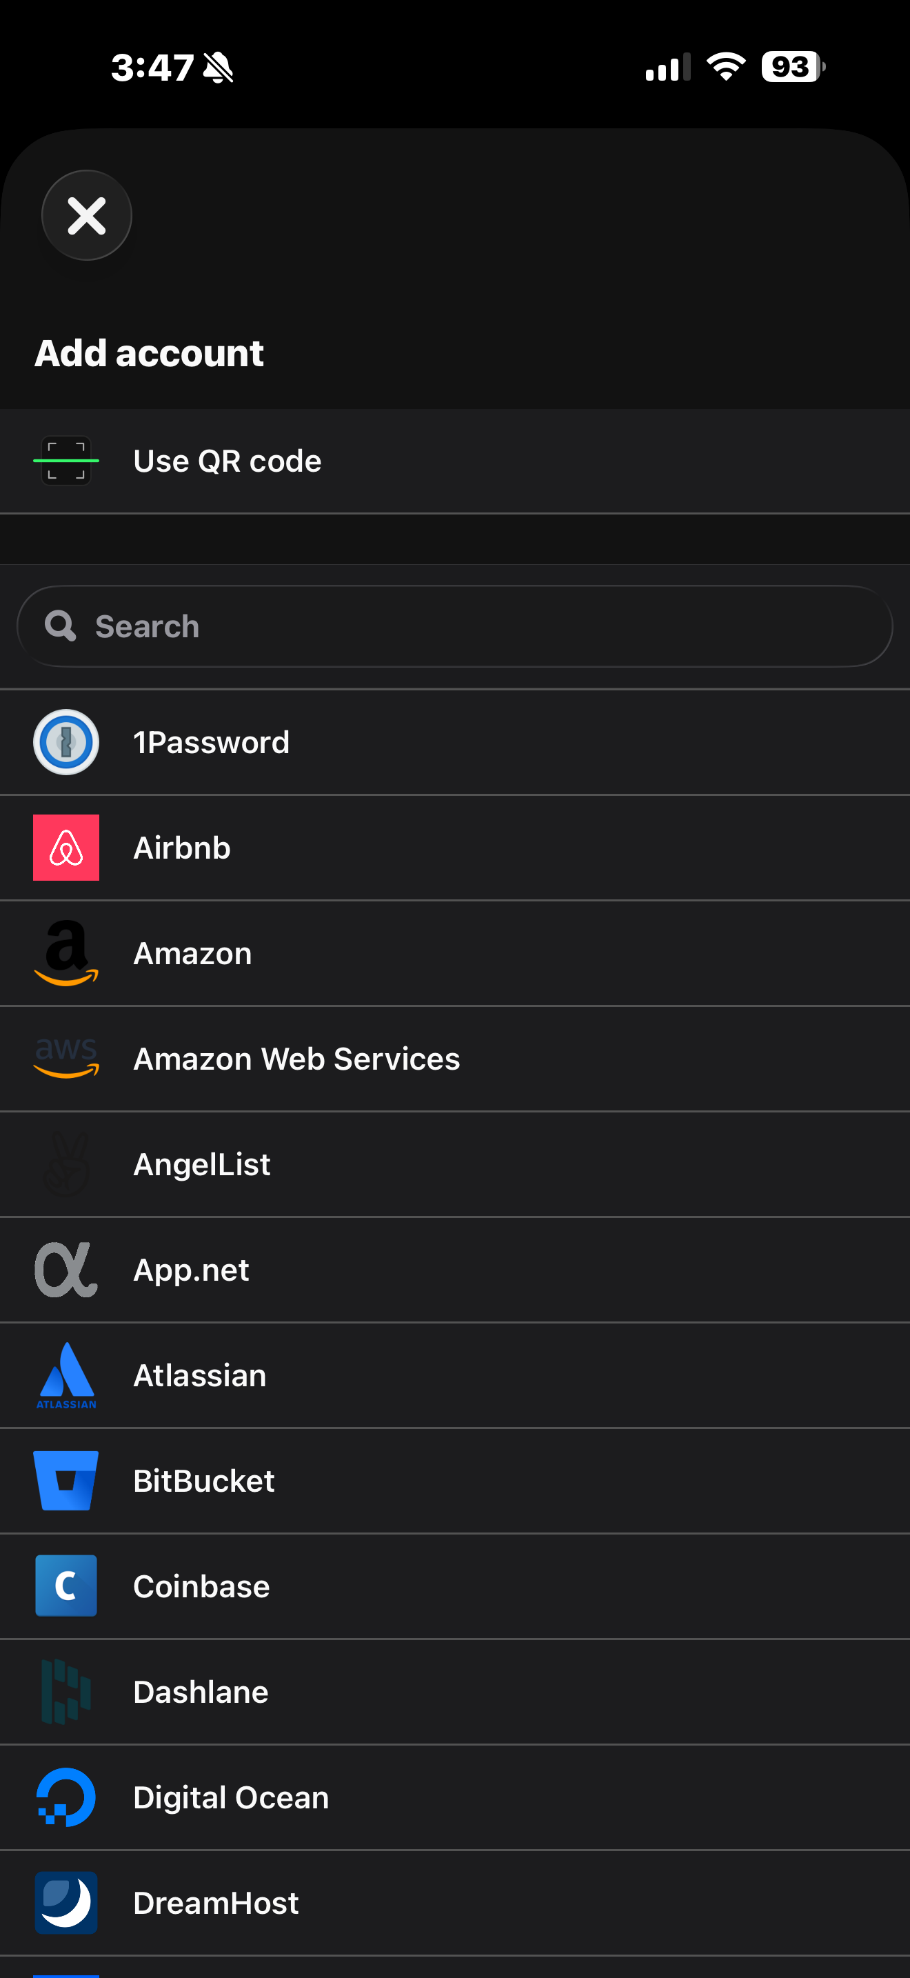 3:47
93
Add account
Use QR code
Search
1Password
Airbnb
a
Amazon
aws
Amazon Web Services
AngelList
App.net
ATLASSIAN
Atlassian
BitBucket
C
Coinbase
Dashlane
Digital Ocean
DreamHost